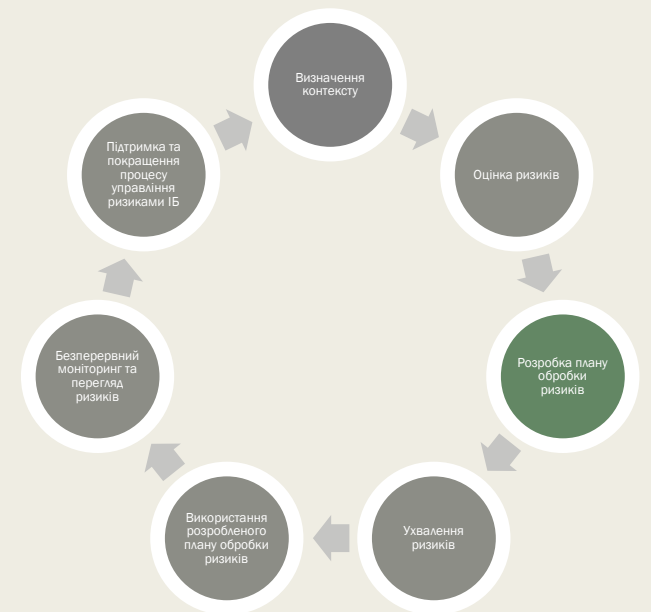 Визначення
контексту
Оцінка ризиків
Розробка плану
обробки
ризиків
Ухвалення
ризиків
Використання
розробленого
плану обробки
ризиків
Безперервний
моніторинг та
перегляд
ризиків
Підтримка та
покращення
процесу
управління
ризиками ІБ